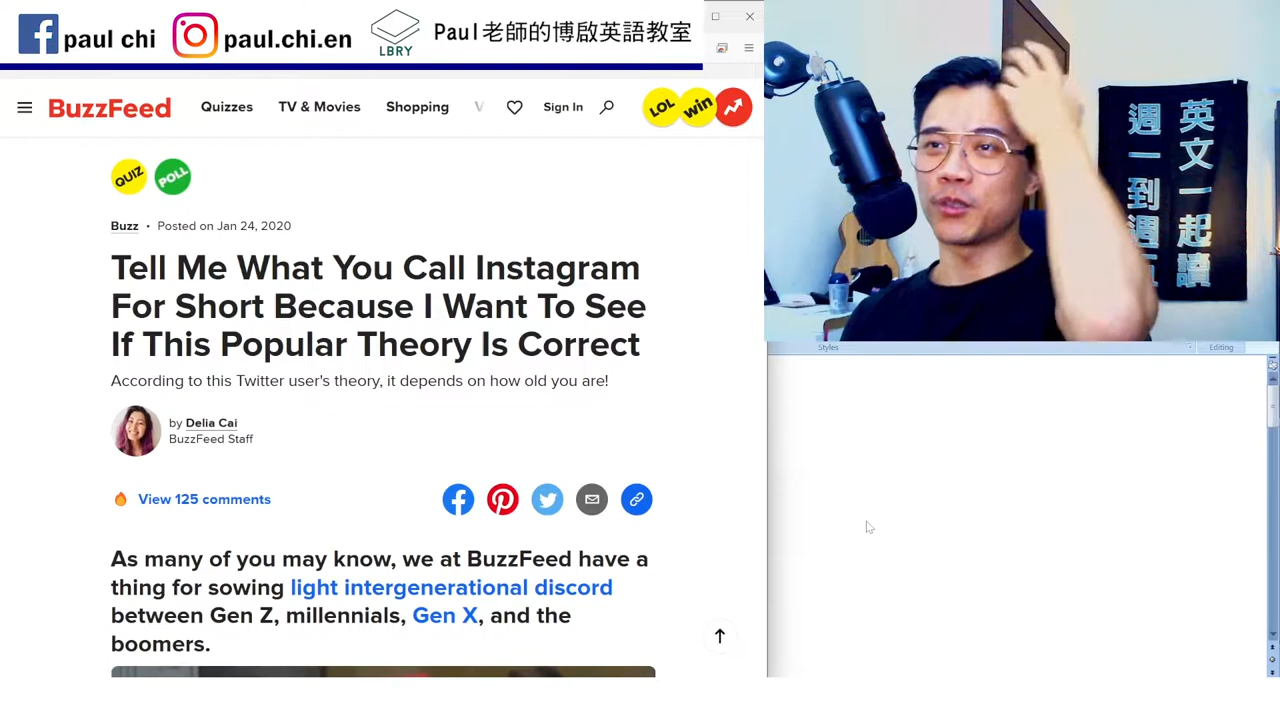 paul chi
paul.chi.en
LBRY
Paul老師的博啟英語教室
BuzzFeed
Quizzes
TV & Movies
Shopping
Sign In
LOL
win
QUIZ
POLL
Buzz • Posted on Jan 24, 2020
Tell Me What You Call Instagram
For Short Because I Want To See
If This Popular Theory Is Correct
According to this Twitter user's theory, it depends on how old you are!
by Delia Cai
BuzzFeed Staff
View 125 comments
As many of you may know, we at BuzzFeed have a
thing for sowing light intergenerational discord
between Gen Z, millennials, Gen X, and the
boomers.
英文一起讀
週一到週五
Styles
Editing